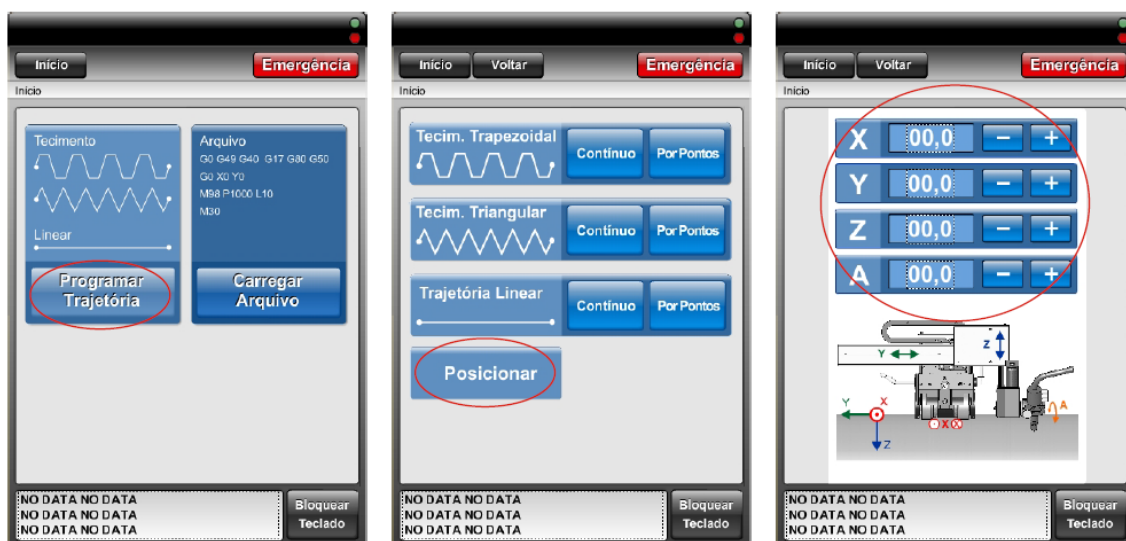 Início
Emergência
Início
Tecimento
Linear
Programar
Trajetória
Arquivo
G0 G49 G40 G17 G80 G50
G0 X0 Y0
M98 P1000 L10
M30
Carregar
Arquivo
NO DATA NO DATA
NO DATA NO DATA
NO DATA NO DATA
Bloquear
Teclado
Início
Voltar
Emergência
Início
Tecim. Trapezoidal
Contínuo
Por Pontos
Tecim. Triangular
Contínuo
Por Pontos
Trajetória Linear
Contínuo
Por Pontos
Posicionar
NO DATA NO DATA
NO DATA NO DATA
NO DATA NO DATA
Bloquear
Teclado
Início
Voltar
Emergência
Início
X 00,0 − +
Y 00,0 − +
Z 00,0 − +
A 00,0 − +
Z
Y
Y
X
X
A
Z
NO DATA NO DATA
NO DATA NO DATA
NO DATA NO DATA
Bloquear
Teclado